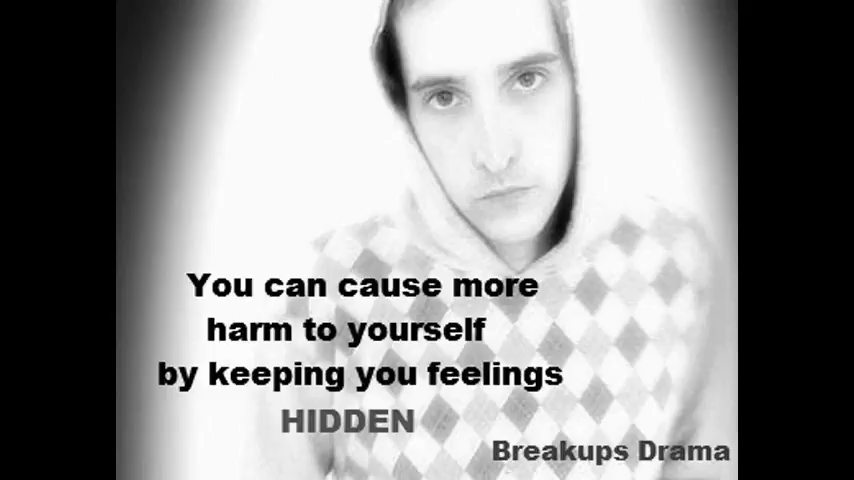 You can cause more
harm to yourself
by keeping you feelings
HIDDEN
Breakups Drama